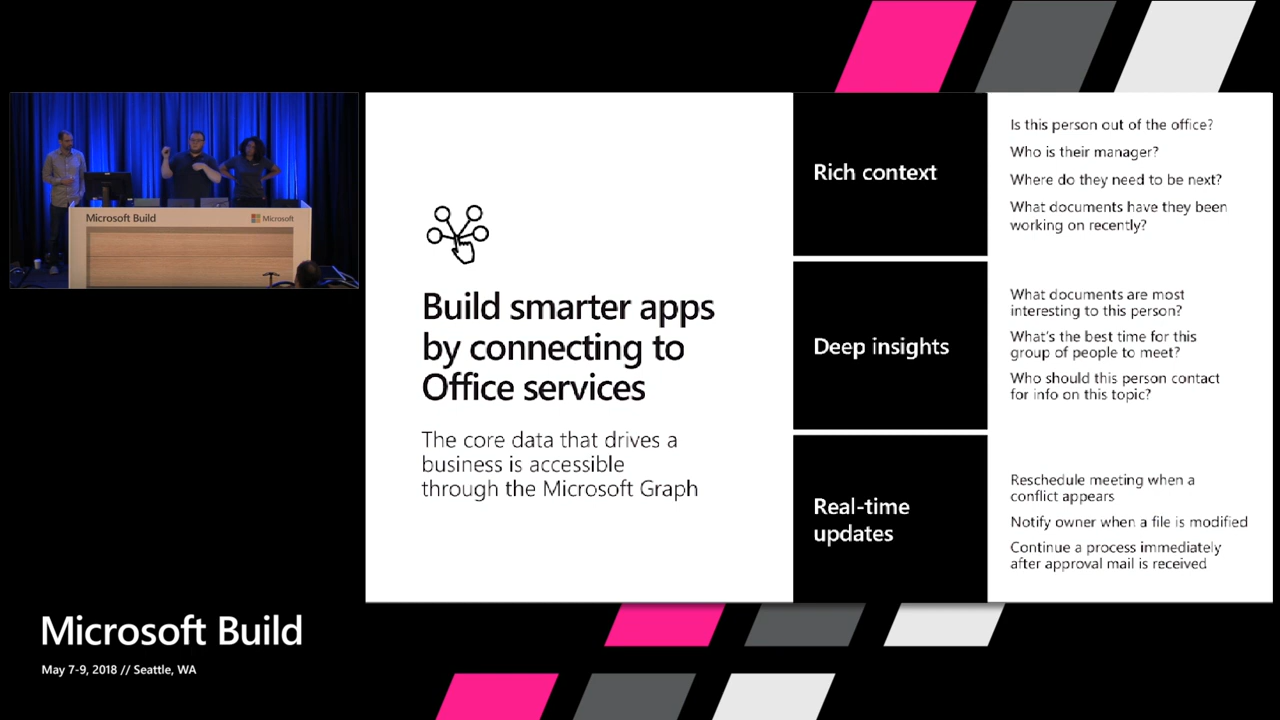 Microsoft Build
Microsoft
Build smarter apps
by connecting to
Office services
The core data that drives a
business is accessible
through the Microsoft Graph
Rich context
Is this person out of the office?
Who is their manager?
Where do they need to be next?
What documents have they been
working on recently?
Deep insights
What documents are most
interesting to this person?
What's the best time for this
group of people to meet?
Who should this person contact
for info on this topic?
Real-time
updates
Reschedule meeting when a
conflict appears
Notify owner when a file is modified
Continue a process immediately
after approval mail is received
Microsoft Build
May 7-9, 2018 // Seattle, WA